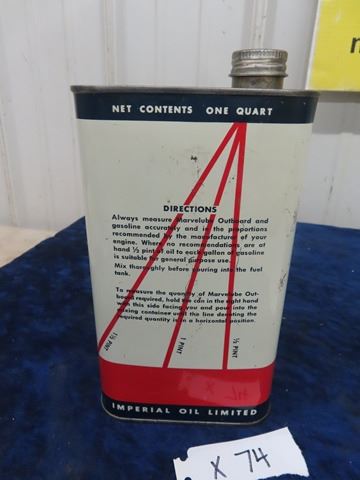 NET CONTENTS ONE QUART
DIRECTIONS
Always measure Marvelube Outboard and
gasoline accurately and in the proportions
recommended by the manufacturer of your
engine. Where no recommendations are at
hand ½ pint of oil to each gallon of gasoline
is suitable for general purpose use.
Mix thoroughly before pouring into the fuel
tank.
To measure the quantity of Marvelube Out-
board required, hold the can in the right hand
with this side facing you and pour into the
mixing container until the line denoting the
required quantity is in a horizontal position.
1½ PINT
1 PINT
½ PINT
IMPERIAL OIL LIMITED
X 74